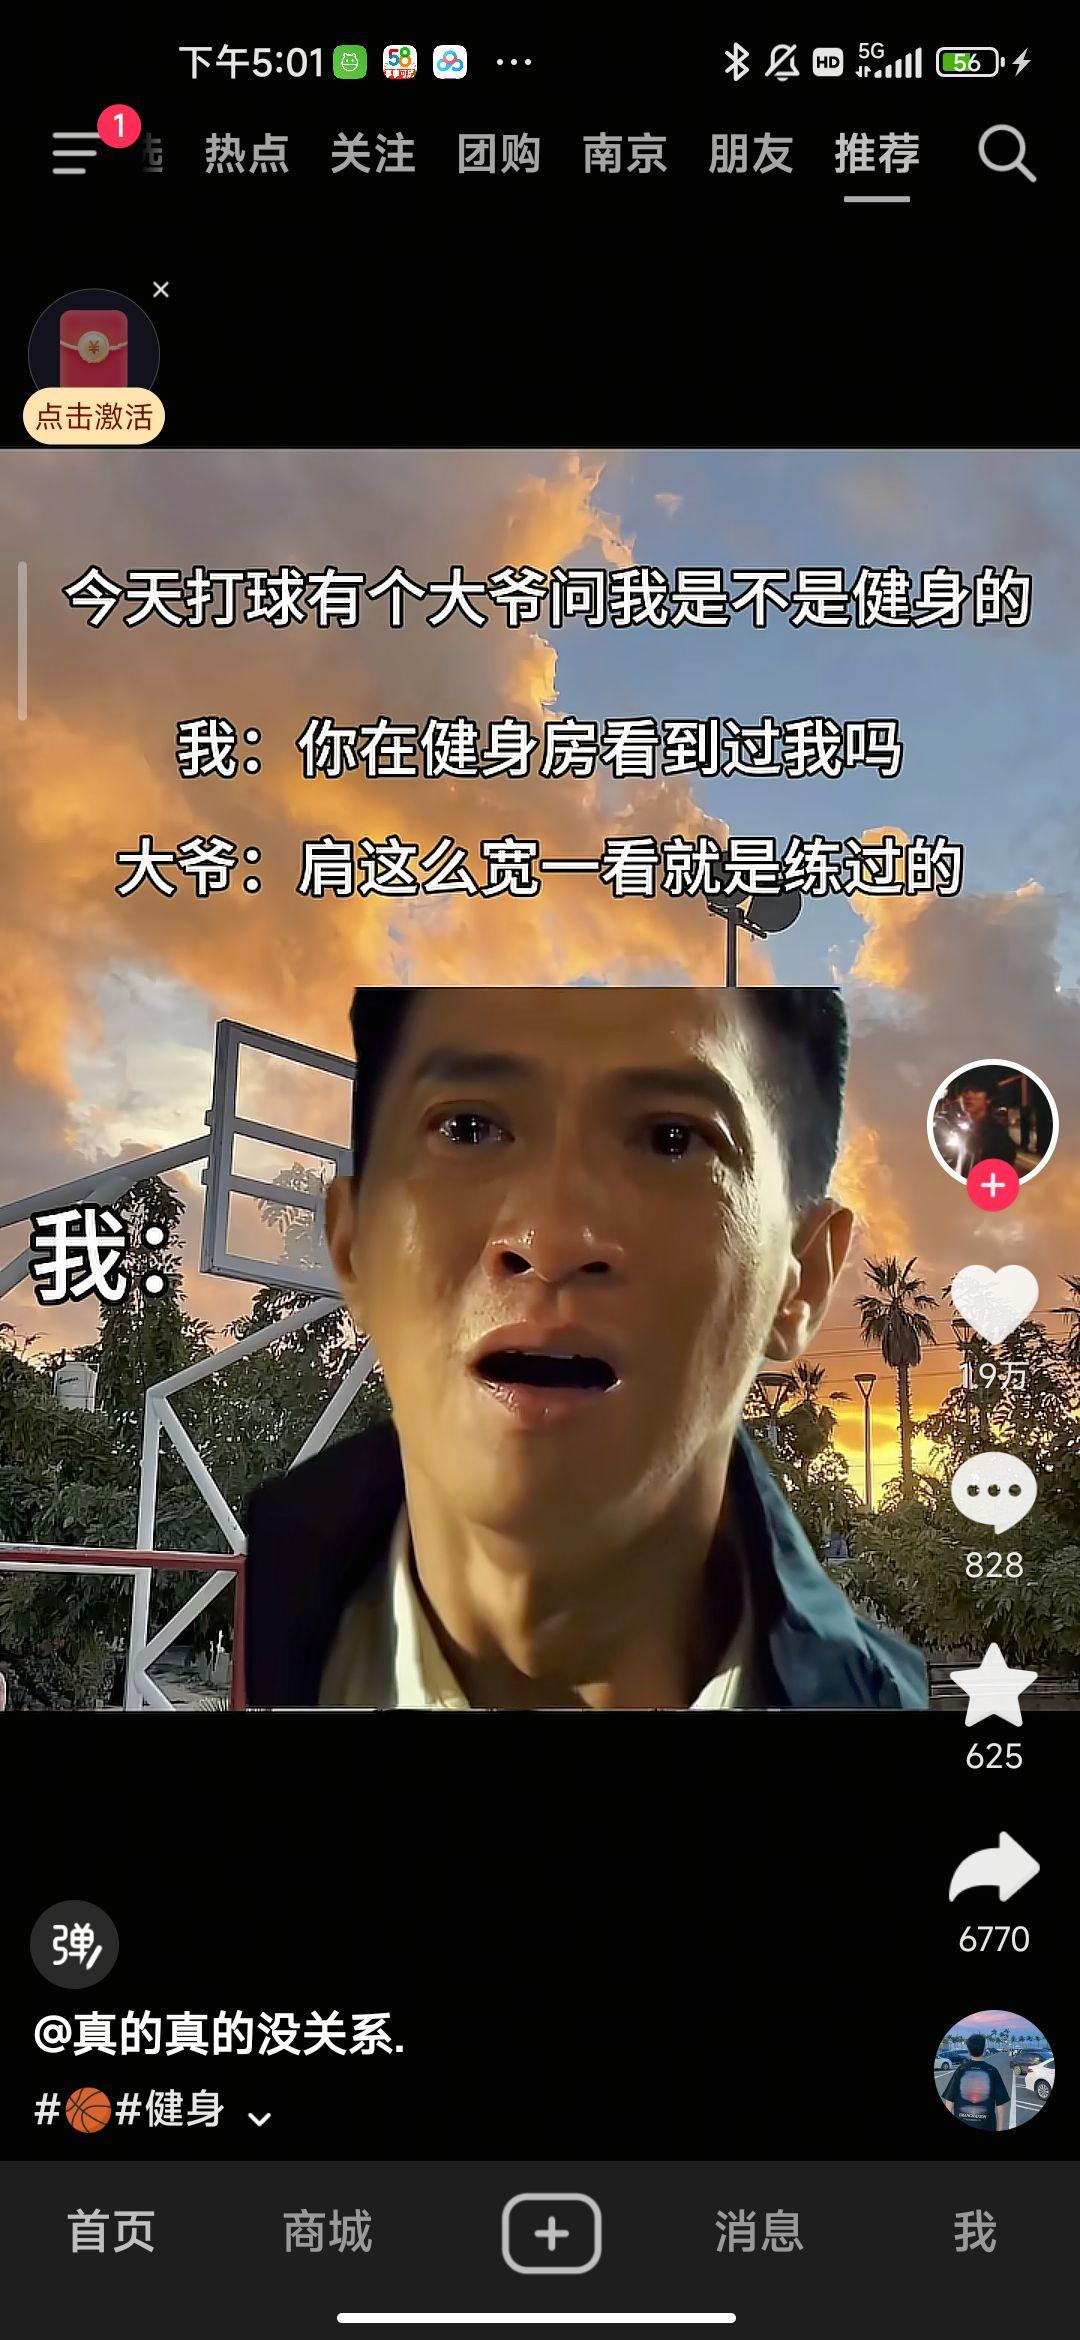 下午5:01
HD
5G
56
1
热点 关注 团购 南京 朋友 推荐
点击激活
今天打球有个大爷问我是不是健身的
我：你在健身房看到过我吗
大爷：肩这么宽一看就是练过的
我：
1.9万
828
625
6770
弹
@真的真的没关系.
#🏀#健身
首页 商城 消息 我